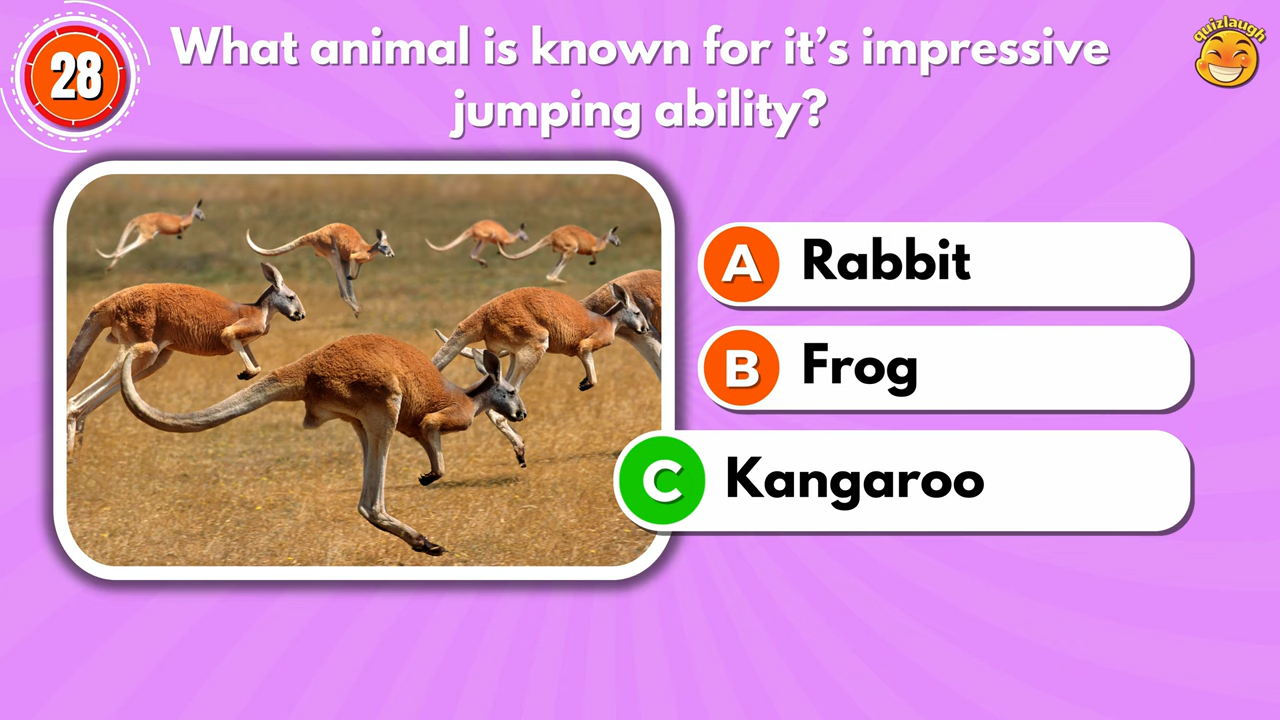 28
What animal is known for it's impressive
jumping ability?
quizlaugh
A Rabbit
B Frog
C Kangaroo